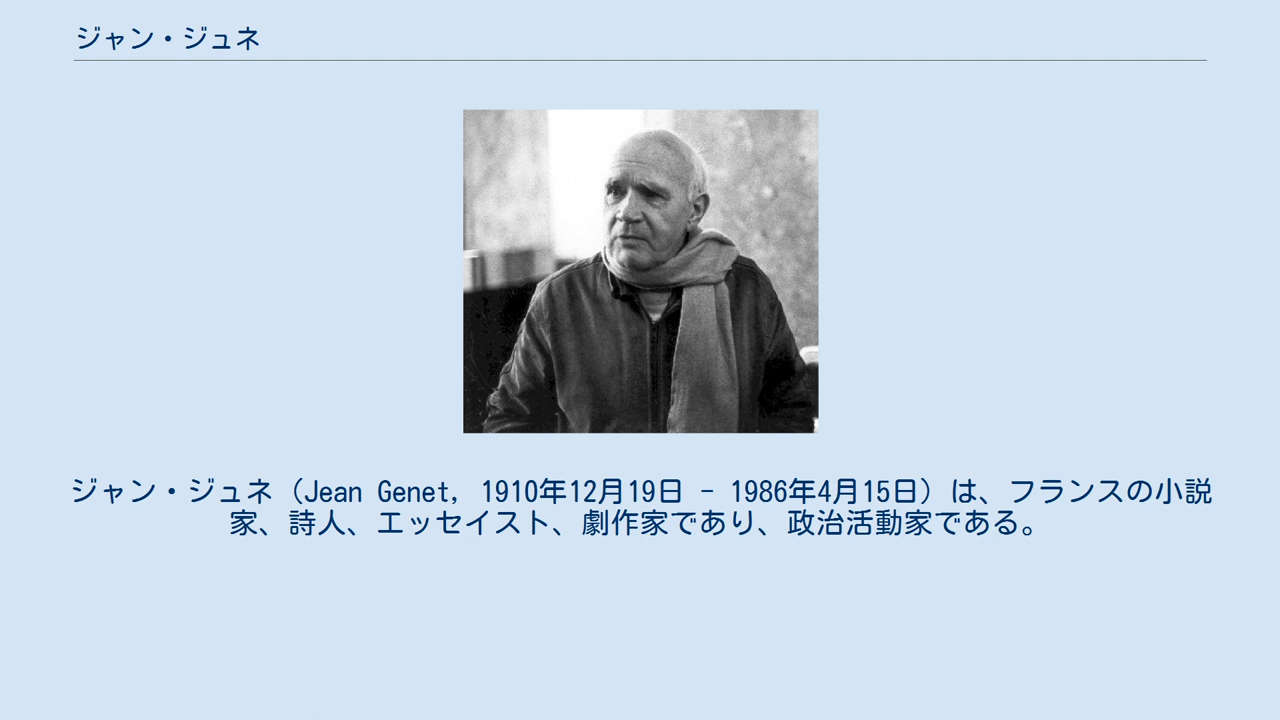 ジャン・ジュネ
ジャン・ジュネ（Jean Genet, 1910年12月19日 - 1986年4月15日）は、フランスの小説
家、詩人、エッセイスト、劇作家であり、政治活動家である。